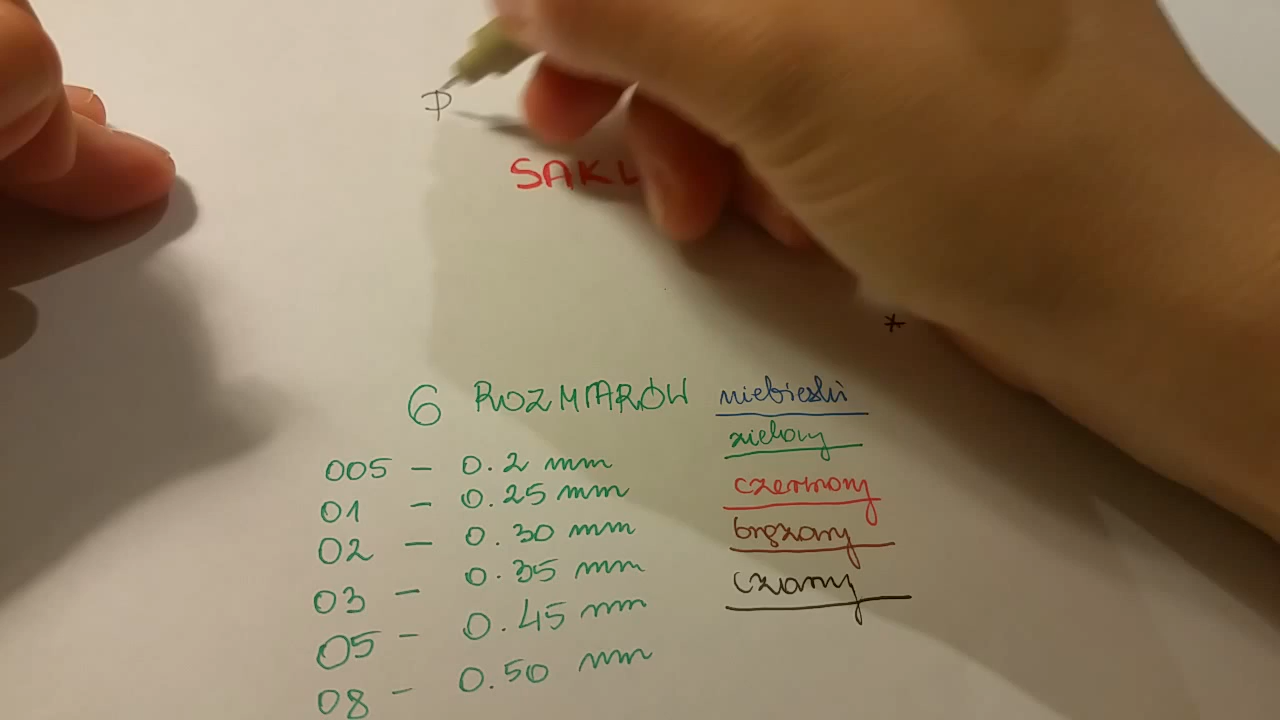 P
SAKU
6 ROZMIARÓW
005 - 0.2 mm
01 - 0.25 mm
02 - 0.30 mm
03 - 0.35 mm
05 - 0.45 mm
08 - 0.50 mm
niebieski
zielony
czerwony
brązowy
czarny
*